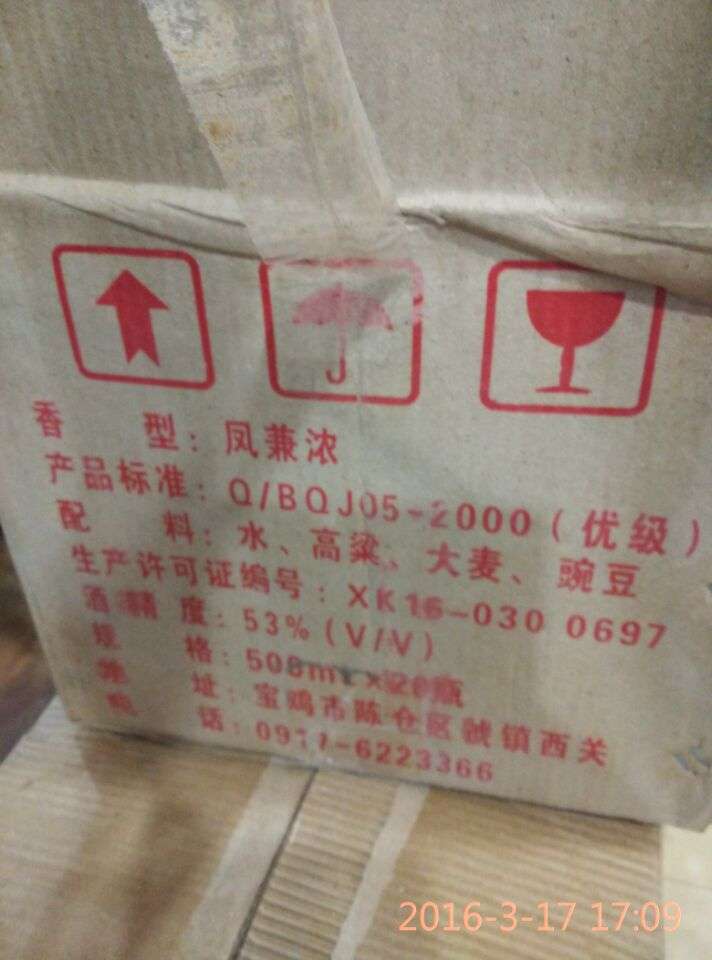 香 型：凤兼浓
产品标准：Q/BQJ05-2000（优级）
配 料：水、高粱、大麦、豌豆
生产许可证编号：XK16-030 0697
酒精度：53%(V/V)
规 格：500ml×
地 址：宝鸡市陈仓区虢镇西关
电 话：0917-6223366
2016-3-17 17:09